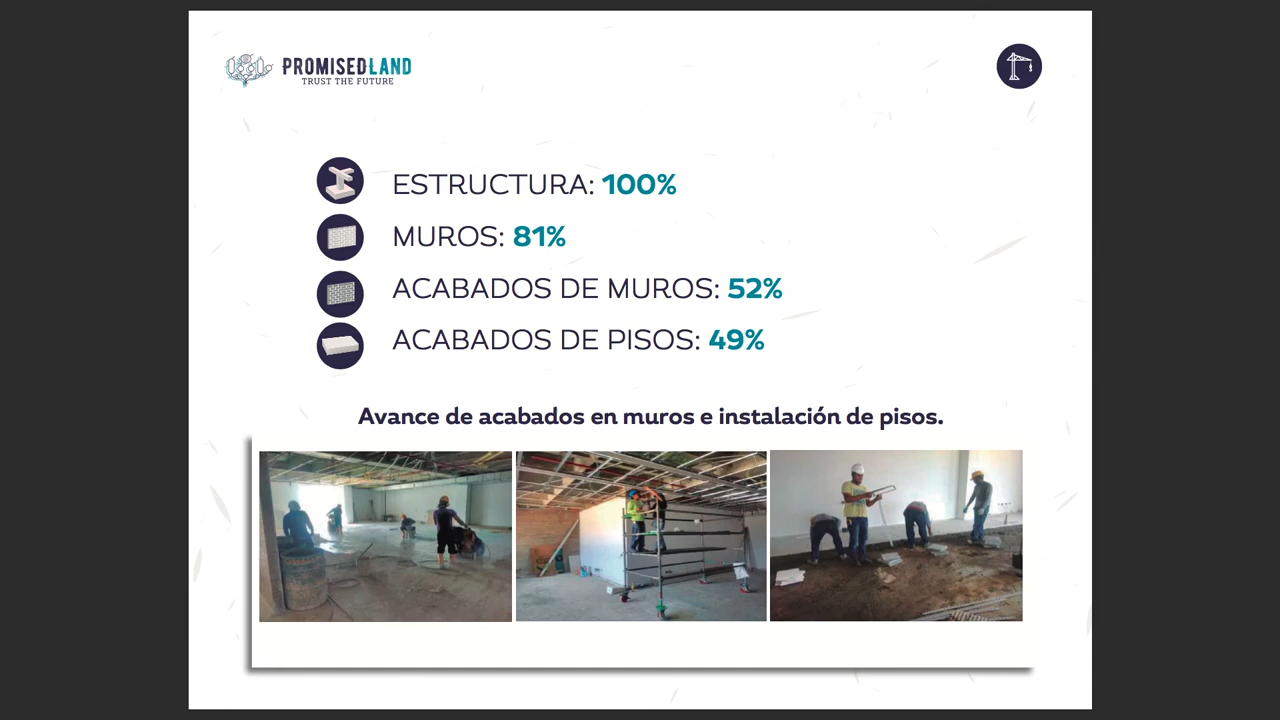 PROMISEDLAND
TRUST THE FUTURE
ESTRUCTURA: 100%
MUROS: 81%
ACABADOS DE MUROS: 52%
ACABADOS DE PISOS: 49%
Avance de acabados en muros e instalación de pisos.